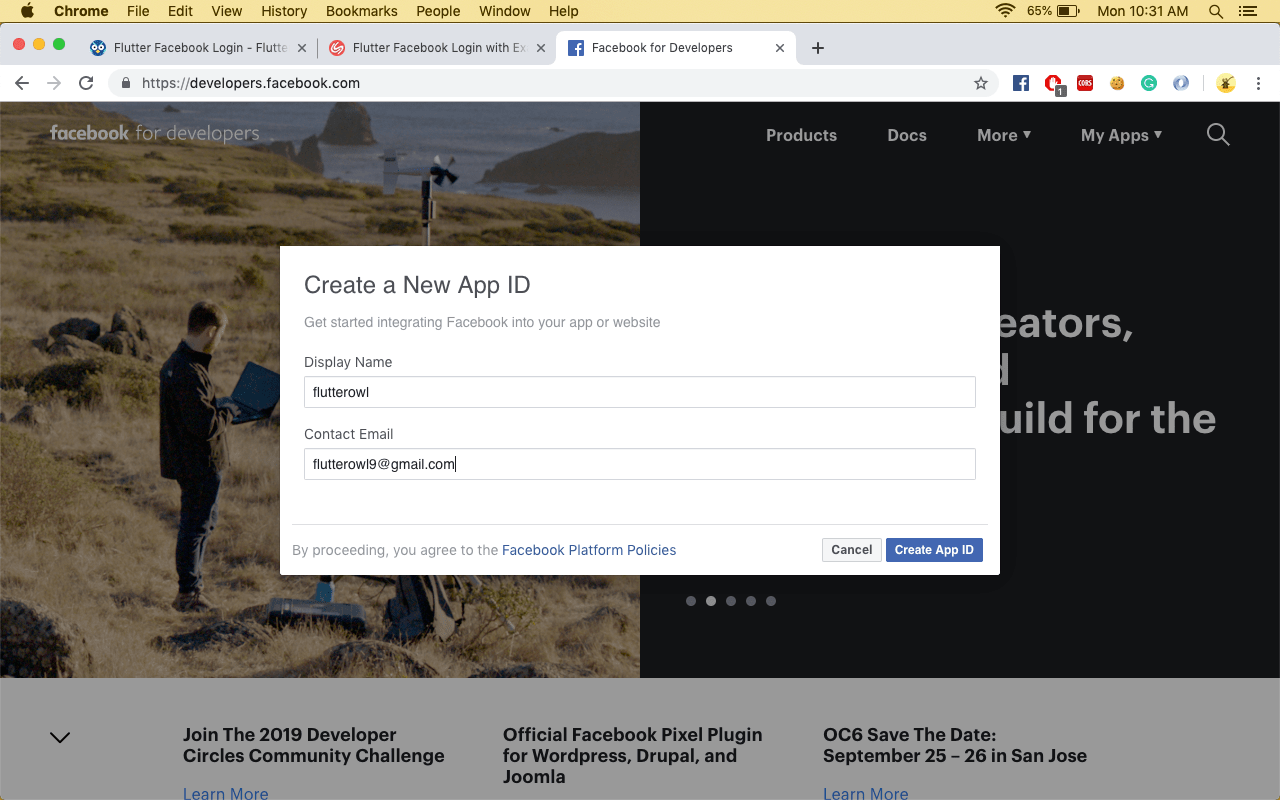 Chrome File Edit View History Bookmarks People Window Help 65% Mon 10:31 AM
Flutter Facebook Login - Flutte
Flutter Facebook Login with Ex
Facebook for Developers
https://developers.facebook.com
1
CORS
facebook for developers
Products Docs More My Apps
eators,
d
uild for the
Create a New App ID
Get started integrating Facebook into your app or website
Display Name
flutterowl
Contact Email
flutterowl9@gmail.com
By proceeding, you agree to the Facebook Platform Policies
Cancel Create App ID
Join The 2019 Developer
Circles Community Challenge
Learn More
Official Facebook Pixel Plugin
for Wordpress, Drupal, and
Joomla
OC6 Save The Date:
September 25 – 26 in San Jose
Learn More